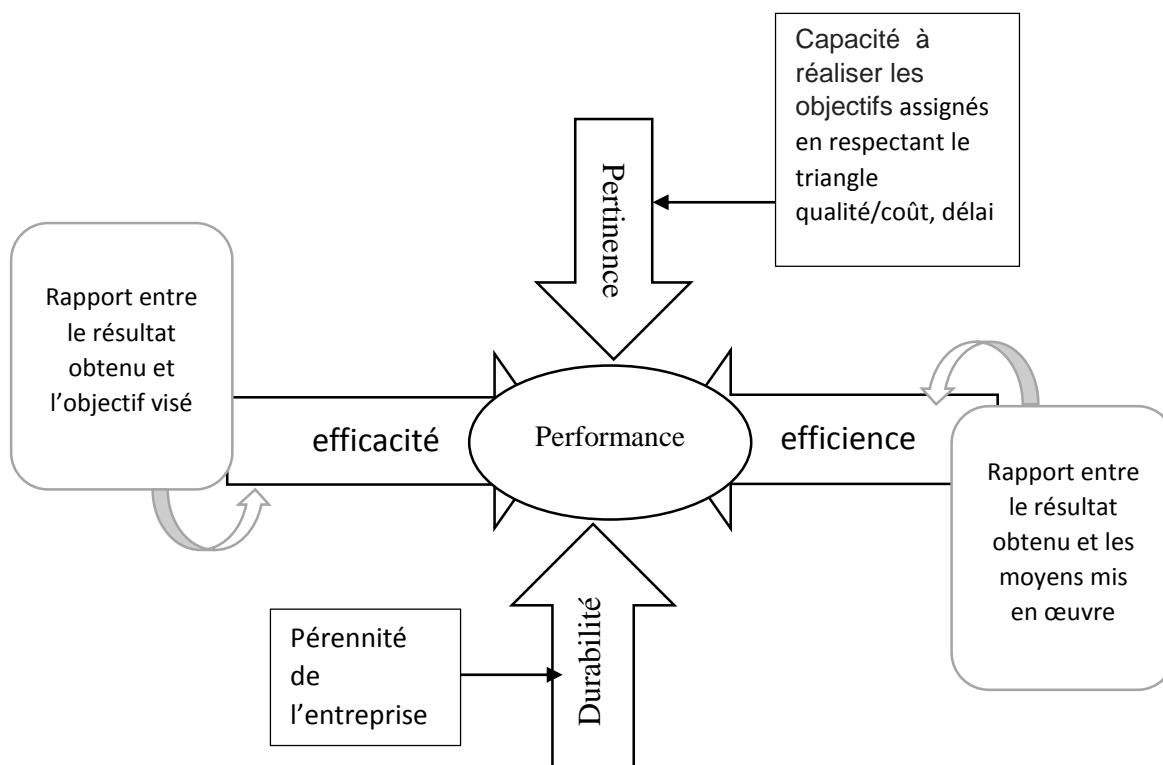 Capacité à
réaliser les
objectifs assignés
en respectant le
triangle
qualité/coût, délai
Pertinence
Rapport entre
le résultat
obtenu et
l’objectif visé
efficacité
Performance
efficience
Rapport entre
le résultat
obtenu et les
moyens mis
en œuvre
Durabilité
Pérennité
de
l’entreprise